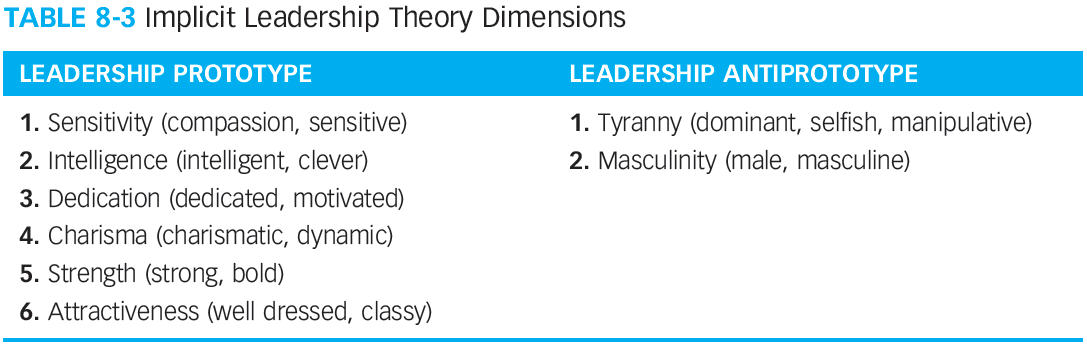 TABLE 8-3 Implicit Leadership Theory Dimensions
LEADERSHIP PROTOTYPE
1. Sensitivity (compassion, sensitive)
2. Intelligence (intelligent, clever)
3. Dedication (dedicated, motivated)
4. Charisma (charismatic, dynamic)
5. Strength (strong, bold)
6. Attractiveness (well dressed, classy)
LEADERSHIP ANTIPROTOTYPE
1. Tyranny (dominant, selfish, manipulative)
2. Masculinity (male, masculine)